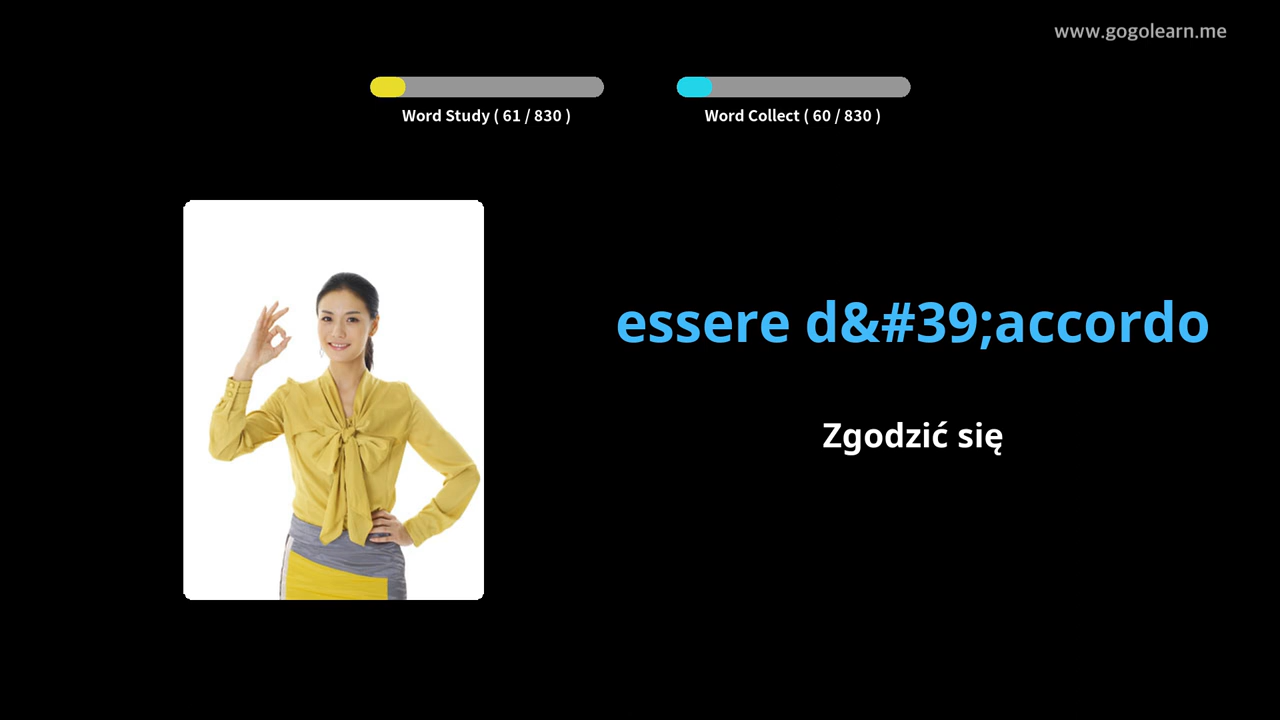 www.gogolearn.me
Word Study ( 61 / 830 )
Word Collect ( 60 / 830 )
essere d&#39;accordo
Zgodzić się